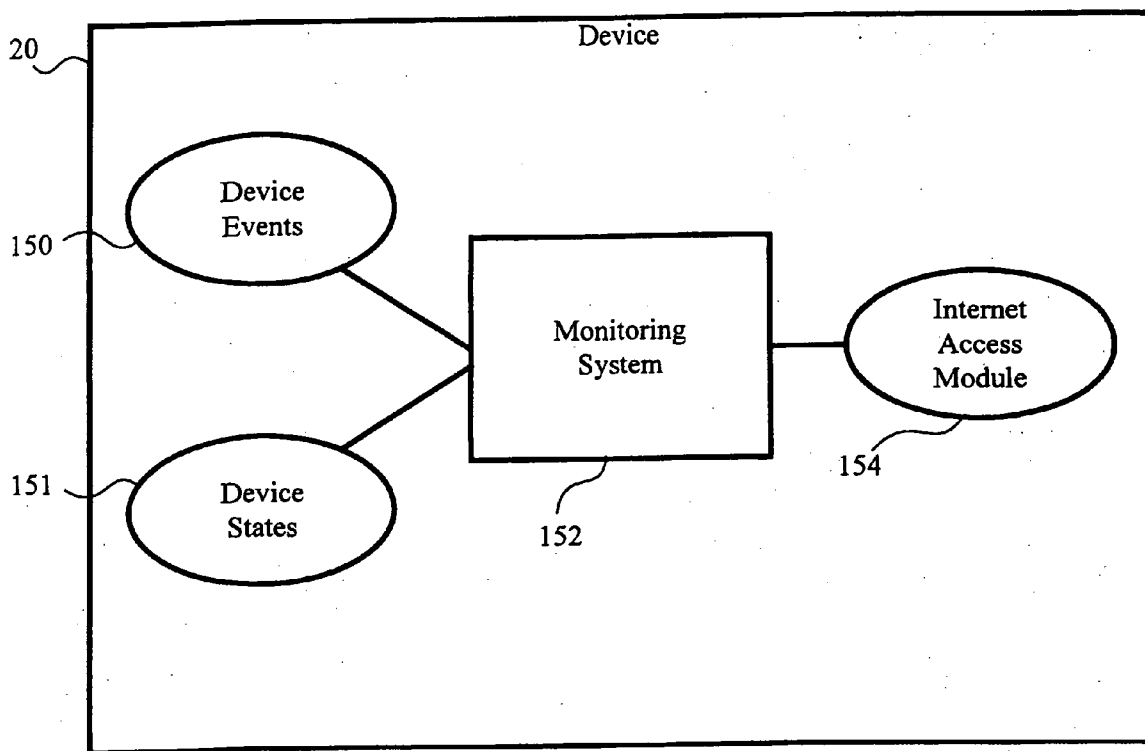 Device
20
Device
Events
150
Monitoring
System
Internet
Access
Module
154
151
Device
States
152